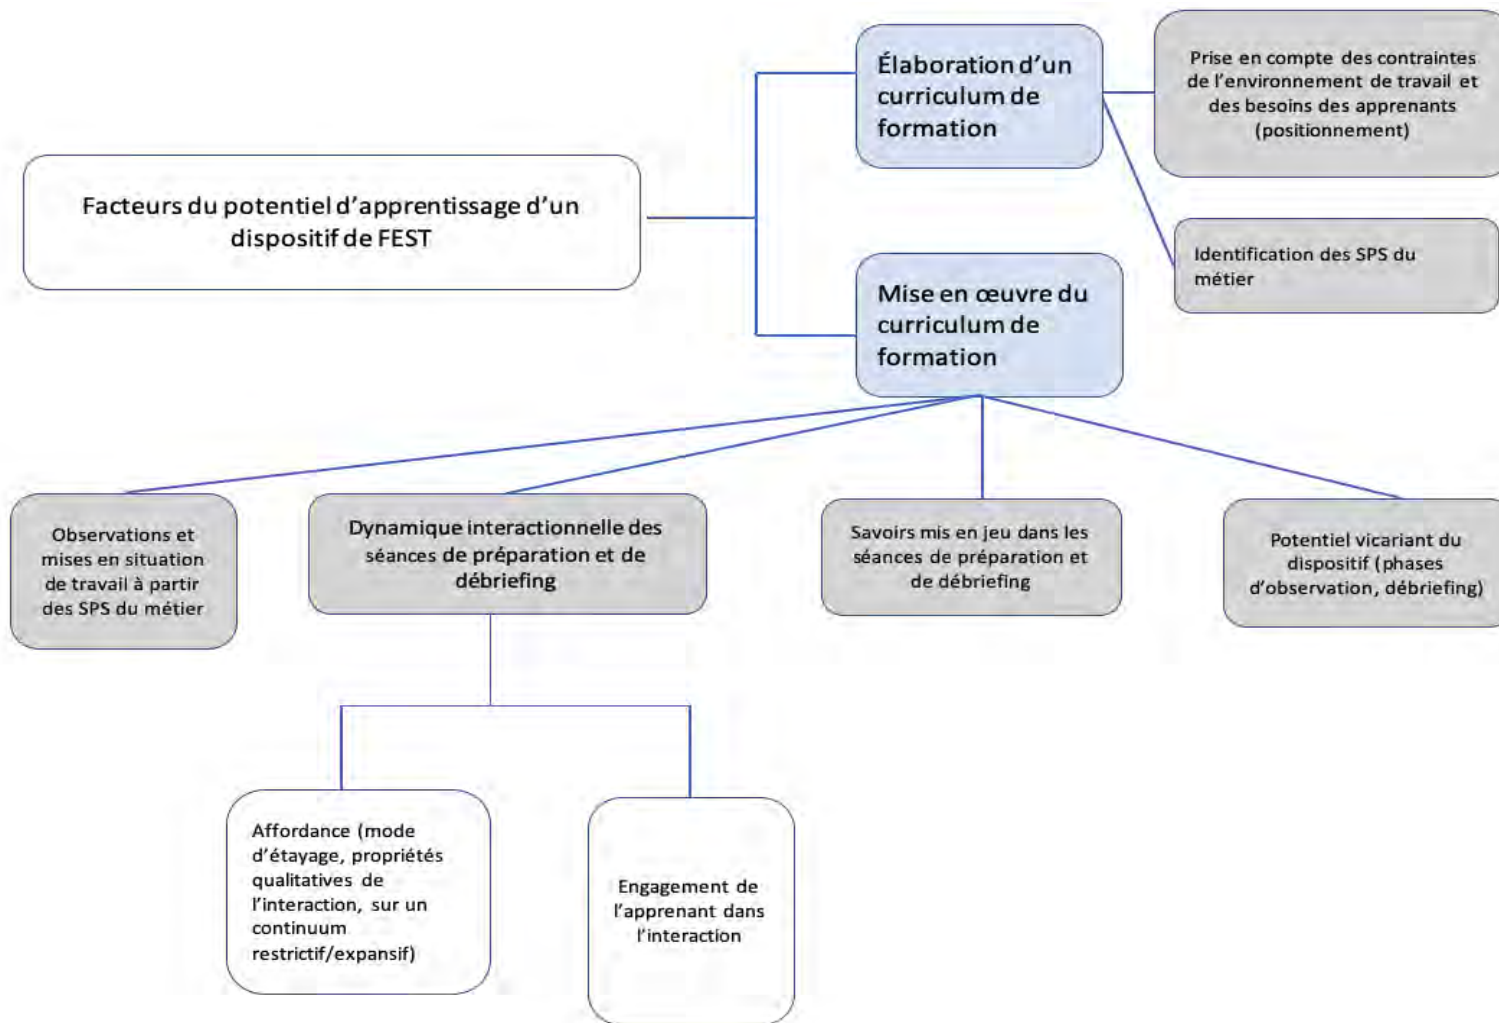 Élaboration d’un
curriculum de
formation
Prise en compte des contraintes
de l’environnement de travail et
des besoins des apprenants
(positionnement)
Facteurs du potentiel d’apprentissage d’un
dispositif de FEST
Identification des SPS du
métier
Mise en œuvre du
curriculum de
formation
Observations et
mises en situation
de travail à partir
des SPS du métier
Dynamique interactionnelle des
séances de préparation et de
débriefing
Savoirs mis en jeu dans les
séances de préparation et
de débriefing
Potentiel vicariant du
dispositif (phases
d’observation, débriefing)
Affordance (mode
d’étayage, propriétés
qualitatives de
l’interaction, sur un
continuum
restrictif/expansif)
Engagement de
l’apprenant dans
l’interaction